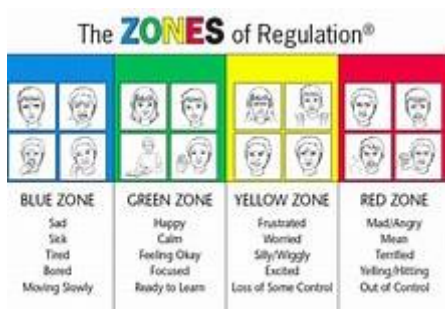 The ZONES of Regulation®
BLUE ZONE
Sad
Sick
Tired
Bored
Moving Slowly
GREEN ZONE
Happy
Calm
Feeling Okay
Focused
Ready to Learn
YELLOW ZONE
Frustrated
Worried
Silly/Wiggly
Excited
Loss of Some Control
RED ZONE
Mad/Angry
Mean
Terrified
Yelling/Hitting
Out of Control